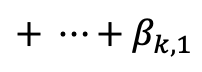 + ⋯ + β_{k,1}